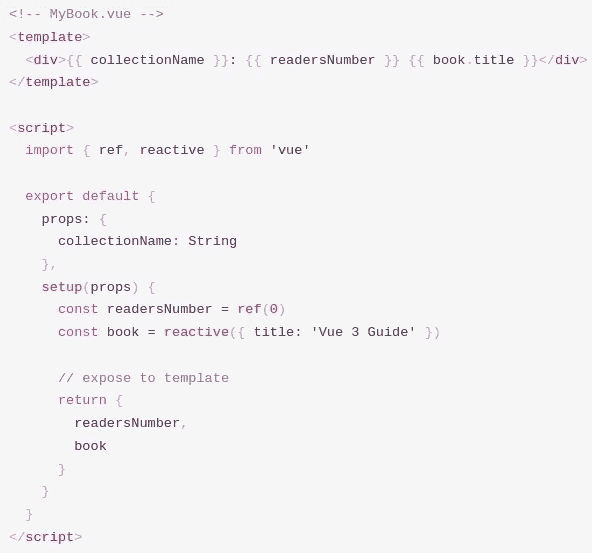 <!-- MyBook.vue -->
<template>
  <div>{{ collectionName }}: {{ readersNumber }} {{ book.title }}</div>
</template>

<script>
  import { ref, reactive } from 'vue'

  export default {
    props: {
      collectionName: String
    },
    setup(props) {
      const readersNumber = ref(0)
      const book = reactive({ title: 'Vue 3 Guide' })

      // expose to template
      return {
        readersNumber,
        book
      }
    }
  }
</script>